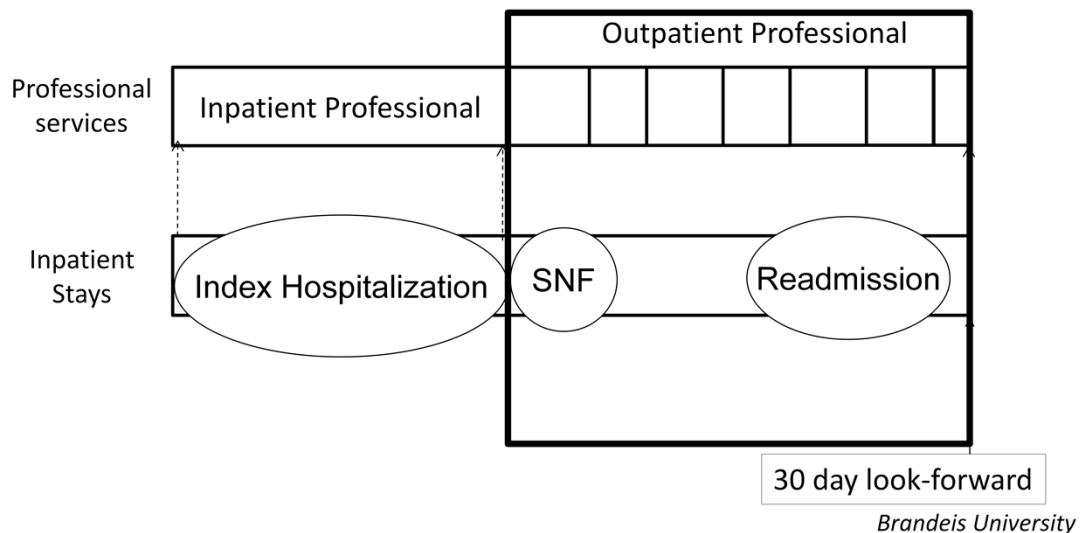 Outpatient Professional
Professional
services
Inpatient Professional
Inpatient
Stays
Index Hospitalization
SNF
Readmission
30 day look-forward
Brandeis University